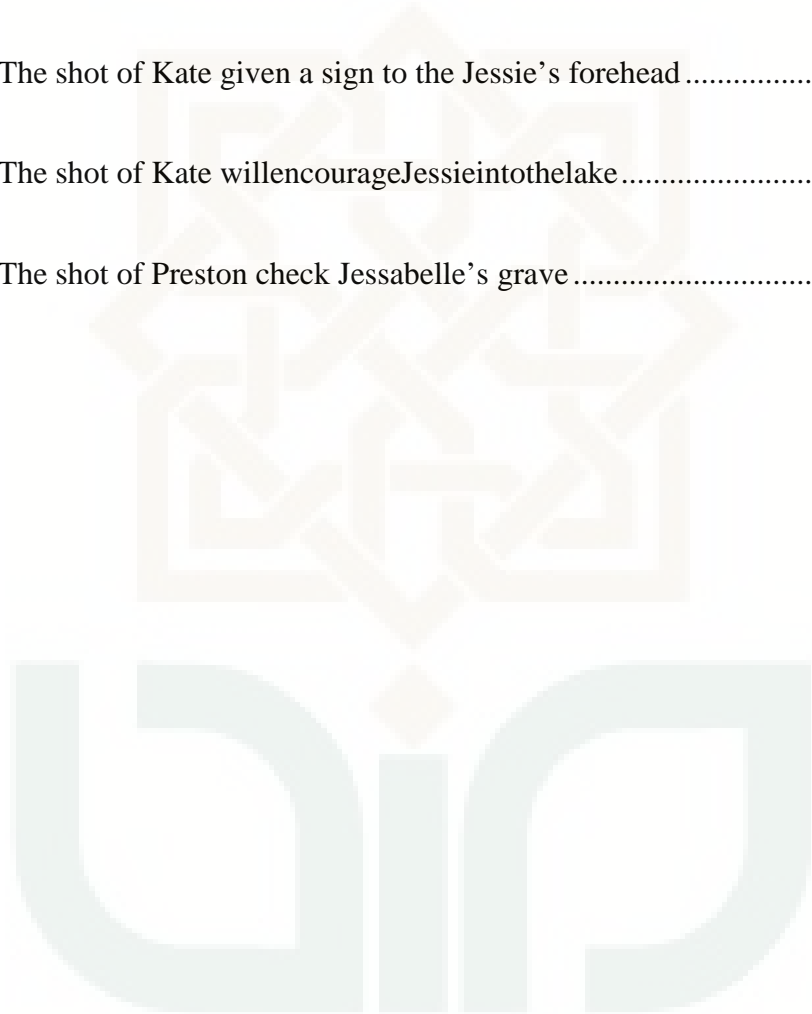 The shot of Kate given a sign to the Jessie’s forehead................
The shot of Kate willencourageJessieintothelake........................
The shot of Preston check Jessabelle’s grave..............................